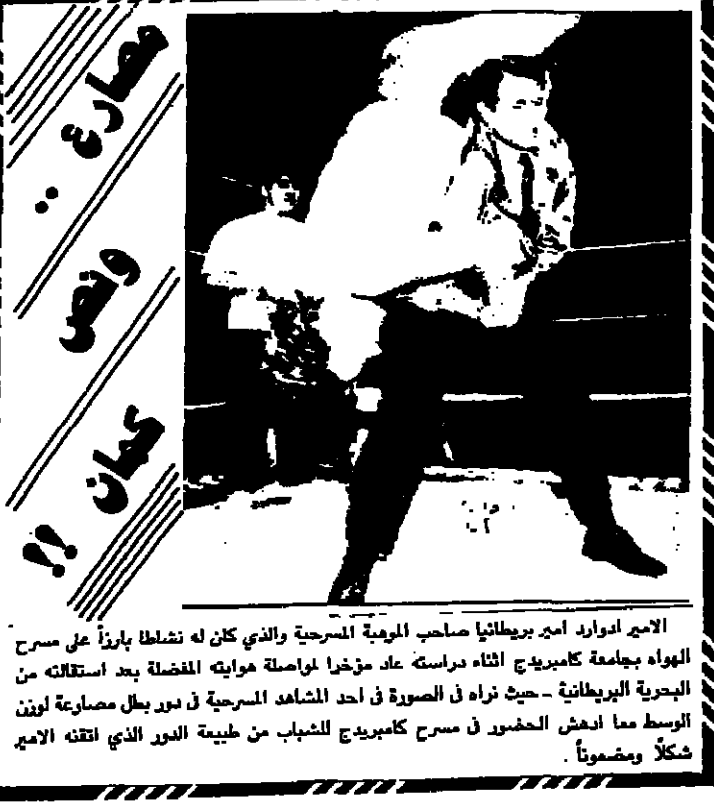 مصارع ..
ونص
كمان !!
الامير ادوارد امير بريطانيا صاحب الموهبة المسرحية والذي كان له نشاطا بارزاً على مسرح
الهواه بجامعة كامبريدج اثناء دراسته عاد مؤخرا لمواصلة هوايته المفضلة بعد استقالته من
البحرية البريطانية ـ حيث نراه فى الصورة فى احد المشاهد المسرحية فى دور بطل مصارعة لوزن
الوسط مما ادهش الحضور فى مسرح كامبريدج للشباب من طبيعة الدور الذي اتقنه الامير
شكلاً ومضموناً .